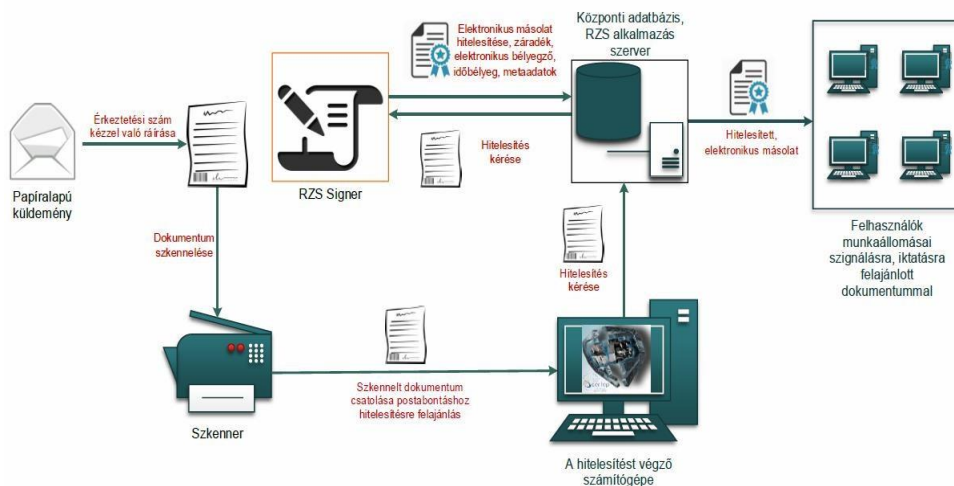 Elektronikus másolat
hitelesítése, záradék,
elektronikus bélyegző,
időbélyeg, metaadatok
Központi adatbázis,
RZS alkalmazás
szerver
Érkeztetési szám
kézzel való ráírása
Papíralapú
küldemény
RZS Signer
Hitelesítés
kérése
Hitelesített,
elektronikus másolat
Felhasználók
munkaállomásai
szignálásra, iktatásra
felajánlott
dokumentummal
Dokumentum
szkennelése
Hitelesítés
kérése
Szkennelt dokumentum
csatolása postabontáshoz
hitelesítésre felajánlás
Szkenner
A hitelesítést végző
számítógépe